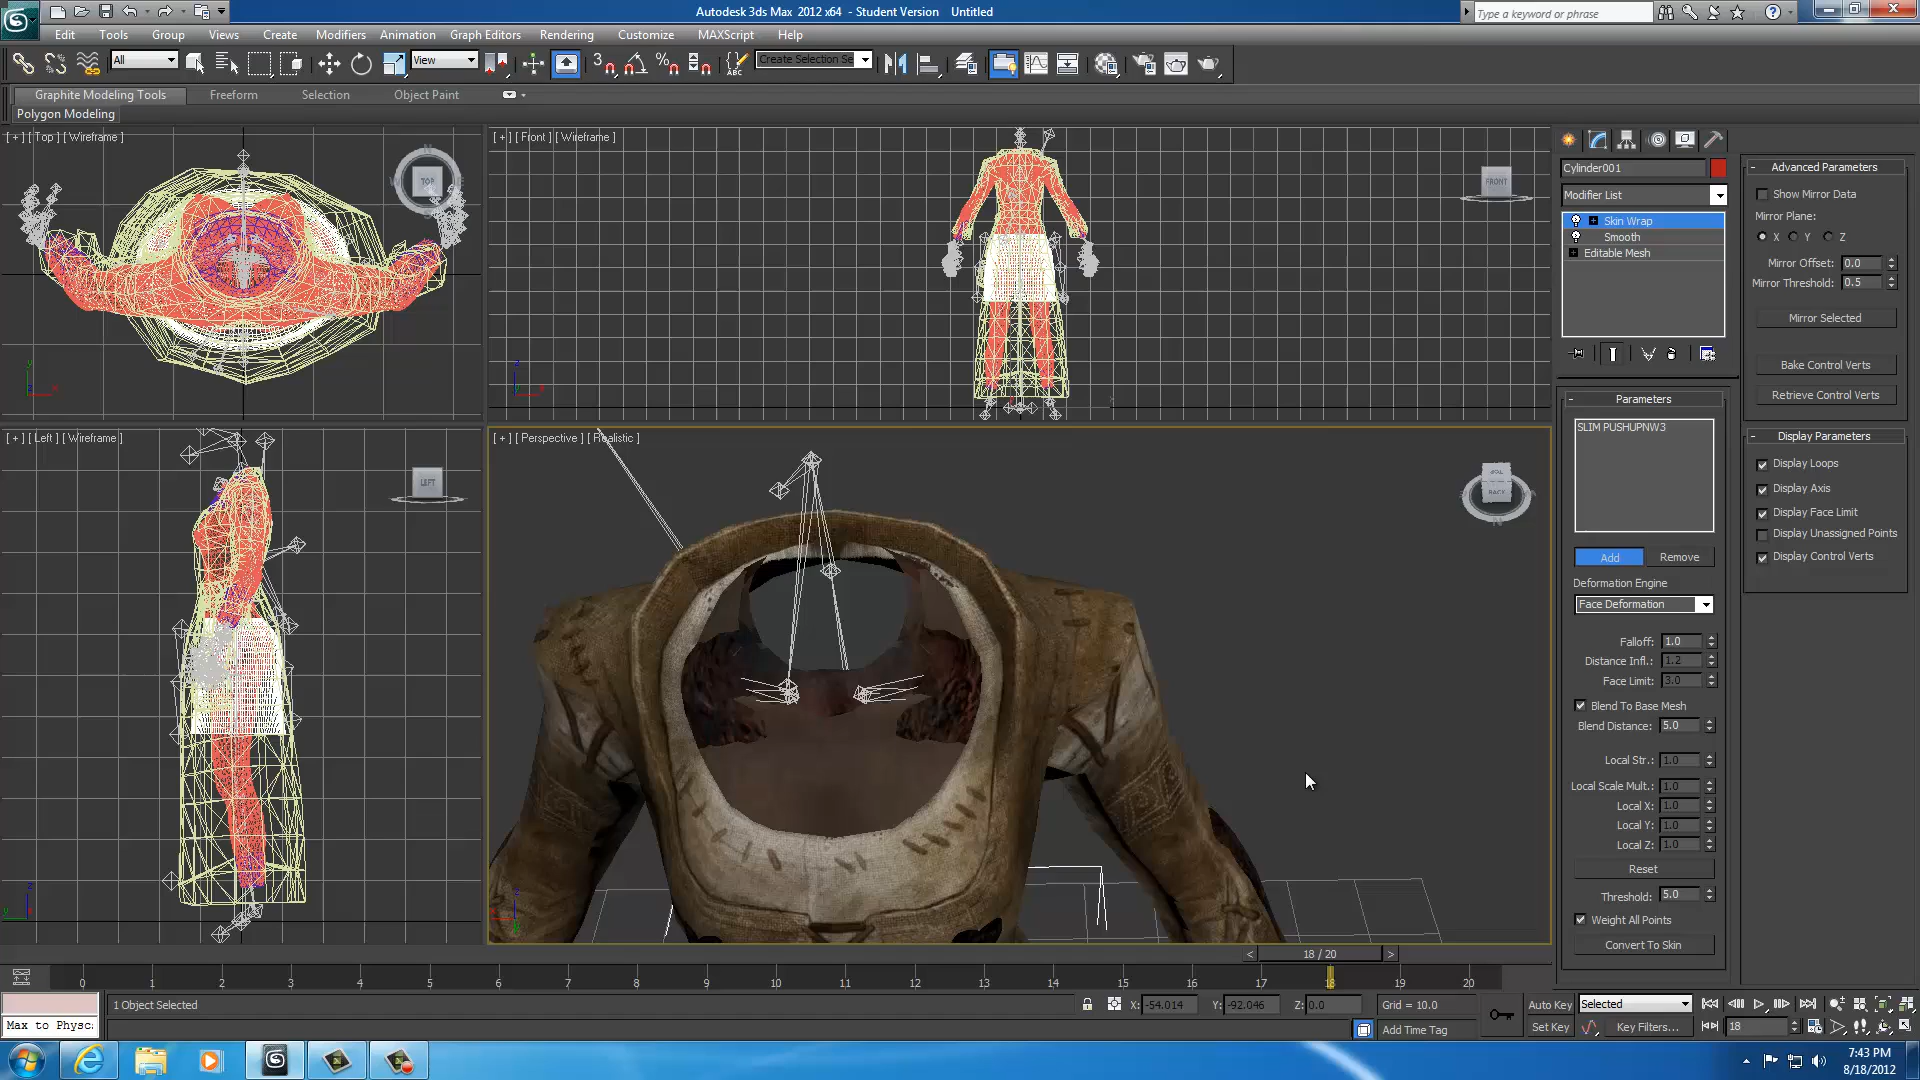 Autodesk 3ds Max 2012 x64 - Student Version Untitled
Type a keyword or phrase
Edit Tools Group Views Create Modifiers Animation Graph Editors Rendering Customize MAXScript Help
All View Create Selection Se
Graphite Modeling Tools Freeform Selection Object Paint
Polygon Modeling
[ + ] [ Top ] [ Wireframe ]
TOP
[ + ] [ Front ] [ Wireframe ]
FRONT
[ + ] [ Left ] [ Wireframe ]
LEFT
[ + ] [ Perspective ] [ Realistic ]
BACK
Cylinder001
Modifier List
Skin Wrap
Smooth
Editable Mesh
Parameters
SLIM PUSHUPNW3
Add Remove
Deformation Engine
Face Deformation
Falloff: 1.0
Distance Infl.: 1.2
Face Limit: 3.0
Blend To Base Mesh
Blend Distance: 5.0
Local Str.: 1.0
Local Scale Mult.: 1.0
Local X: 1.0
Local Y: 1.0
Local Z: 1.0
Reset
Threshold: 5.0
Weight All Points
Convert To Skin
Advanced Parameters
Show Mirror Data
Mirror Plane:
X Y Z
Mirror Offset: 0.0
Mirror Threshold: 0.5
Mirror Selected
Bake Control Verts
Retrieve Control Verts
Display Parameters
Display Loops
Display Axis
Display Face Limit
Display Unassigned Points
Display Control Verts
< 18 / 20 >
0 1 2 3 4 5 6 7 8 9 10 11 12 13 14 15 16 17 18 19 20
1 Object Selected
X: -54.014 Y: -92.046 Z: 0.0 Grid = 10.0
Auto Key Selected
Max to Physc:
Add Time Tag
Set Key Key Filters... 18
7:43 PM
8/18/2012